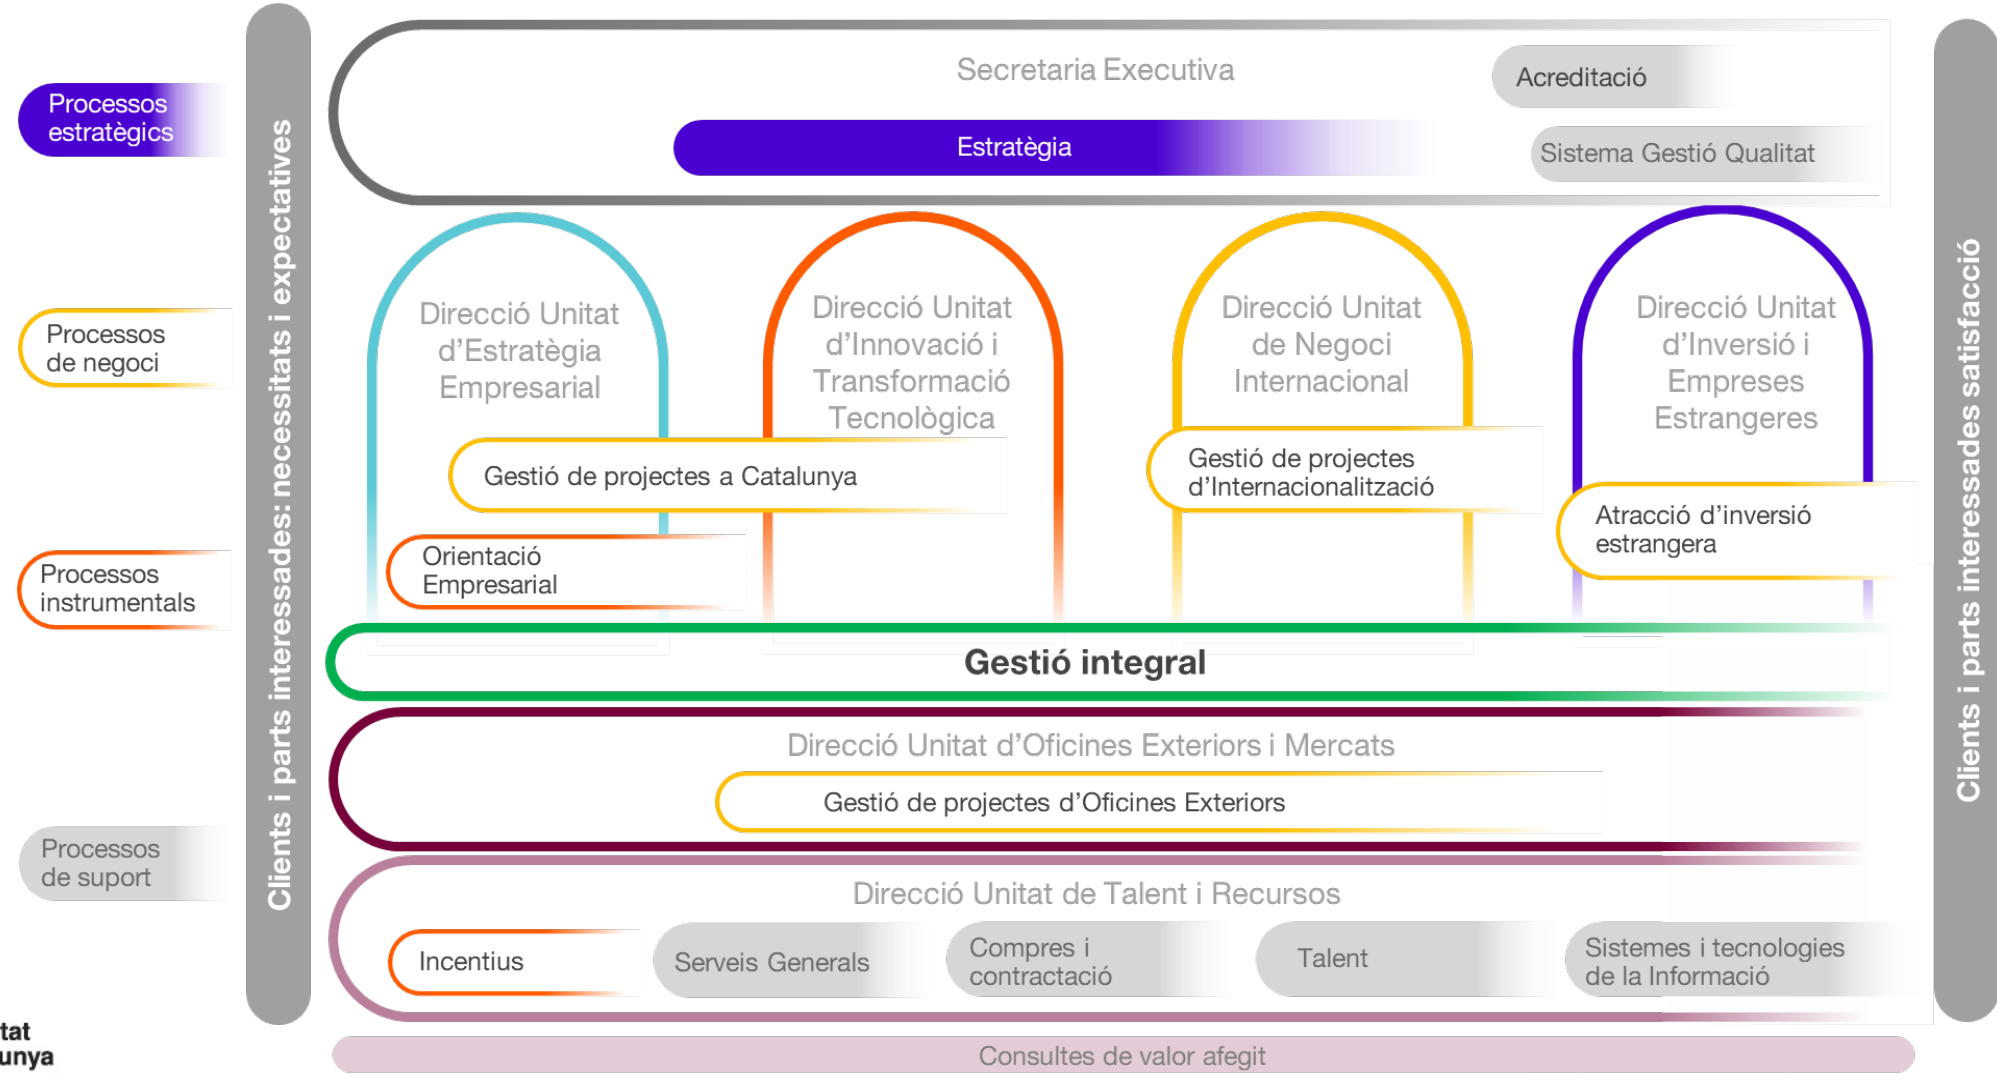 Processos
estratègics
Processos
de negoci
Processos
instrumentals
Processos
de suport
Clients i parts interessades: necessitats i expectatives
Secretaria Executiva
Acreditació
Estratègia
Sistema Gestió Qualitat
Direcció Unitat
d’Estratègia
Empresarial
Direcció Unitat
d’Innovació i
Transformació
Tecnològica
Direcció Unitat
de Negoci
Internacional
Direcció Unitat
d’Inversió i
Empreses
Estrangeres
Gestió de projectes a Catalunya
Gestió de projectes
d’Internacionalització
Atracció d’inversió
estrangera
Orientació
Empresarial
Gestió integral
Direcció Unitat d’Oficines Exteriors i Mercats
Gestió de projectes d’Oficines Exteriors
Direcció Unitat de Talent i Recursos
Incentius
Serveis Generals
Compres i
contractació
Talent
Sistemes i tecnologies
de la Informació
Consultes de valor afegit
Clients i parts interessades satisfacció
tat
unya